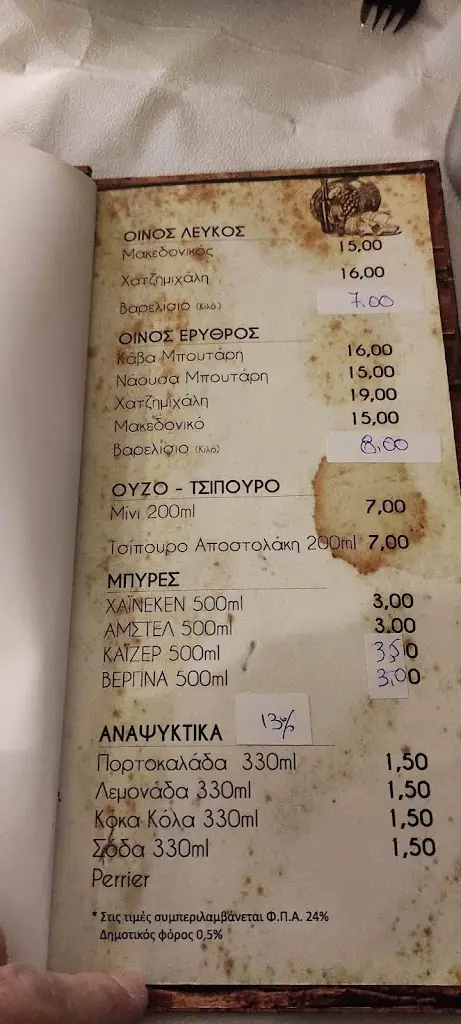 ΟΙΝΟΣ ΛΕΥΚΟΣ
Μακεδονικός 15,00
Χατζημιχάλη 16,00
Βαρελίσιο (Κιλό) 7.00
ΟΙΝΟΣ ΕΡΥΘΡΟΣ
Κάβα Μπουτάρη 16,00
Νάουσα Μπουτάρη 15,00
Χατζημιχάλη 19,00
Μακεδονικό 15,00
Βαρελίσιο (Κιλό) 8,00
ΟΥΖΟ - ΤΣΙΠΟΥΡΟ
Μίνι 200ml 7,00
Τσίπουρο Αποστολάκη 200ml 7,00
ΜΠΥΡΕΣ
ΧΑΪΝΕΚΕΝ 500ml 3,00
ΑΜΣΤΕΛ 500ml 3.00
ΚΑΪΖΕΡ 500ml 3,50
ΒΕΡΓΙΝΑ 500ml 3,00
ΑΝΑΨΥΚΤΙΚΑ 13%
Πορτοκαλάδα 330ml 1,50
Λεμονάδα 330ml 1,50
Κόκα Κόλα 330ml 1,50
Σόδα 330ml 1,50
Perrier
* Στις τιμές συμπεριλαμβάνεται Φ.Π.Α. 24%
Δημοτικός φόρος 0,5%